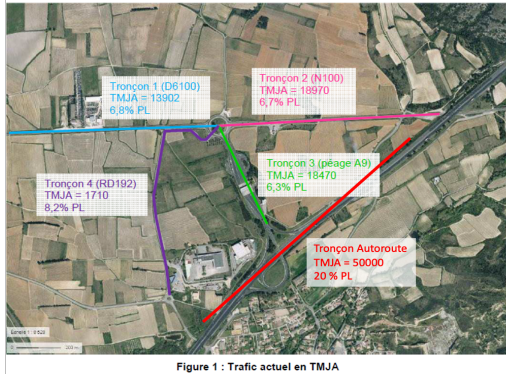 Tronçon 1 (D6100)
TMJA = 13902
6,8% PL
Tronçon 2 (N100)
TMJA = 18970
6,7% PL
Tronçon 3 (péage A9)
TMJA = 18470
6,3% PL
Tronçon 4 (RD192)
TMJA = 1710
8,2% PL
Tronçon Autoroute
TMJA = 50000
20 % PL
Figure 1 : Trafic actuel en TMJA